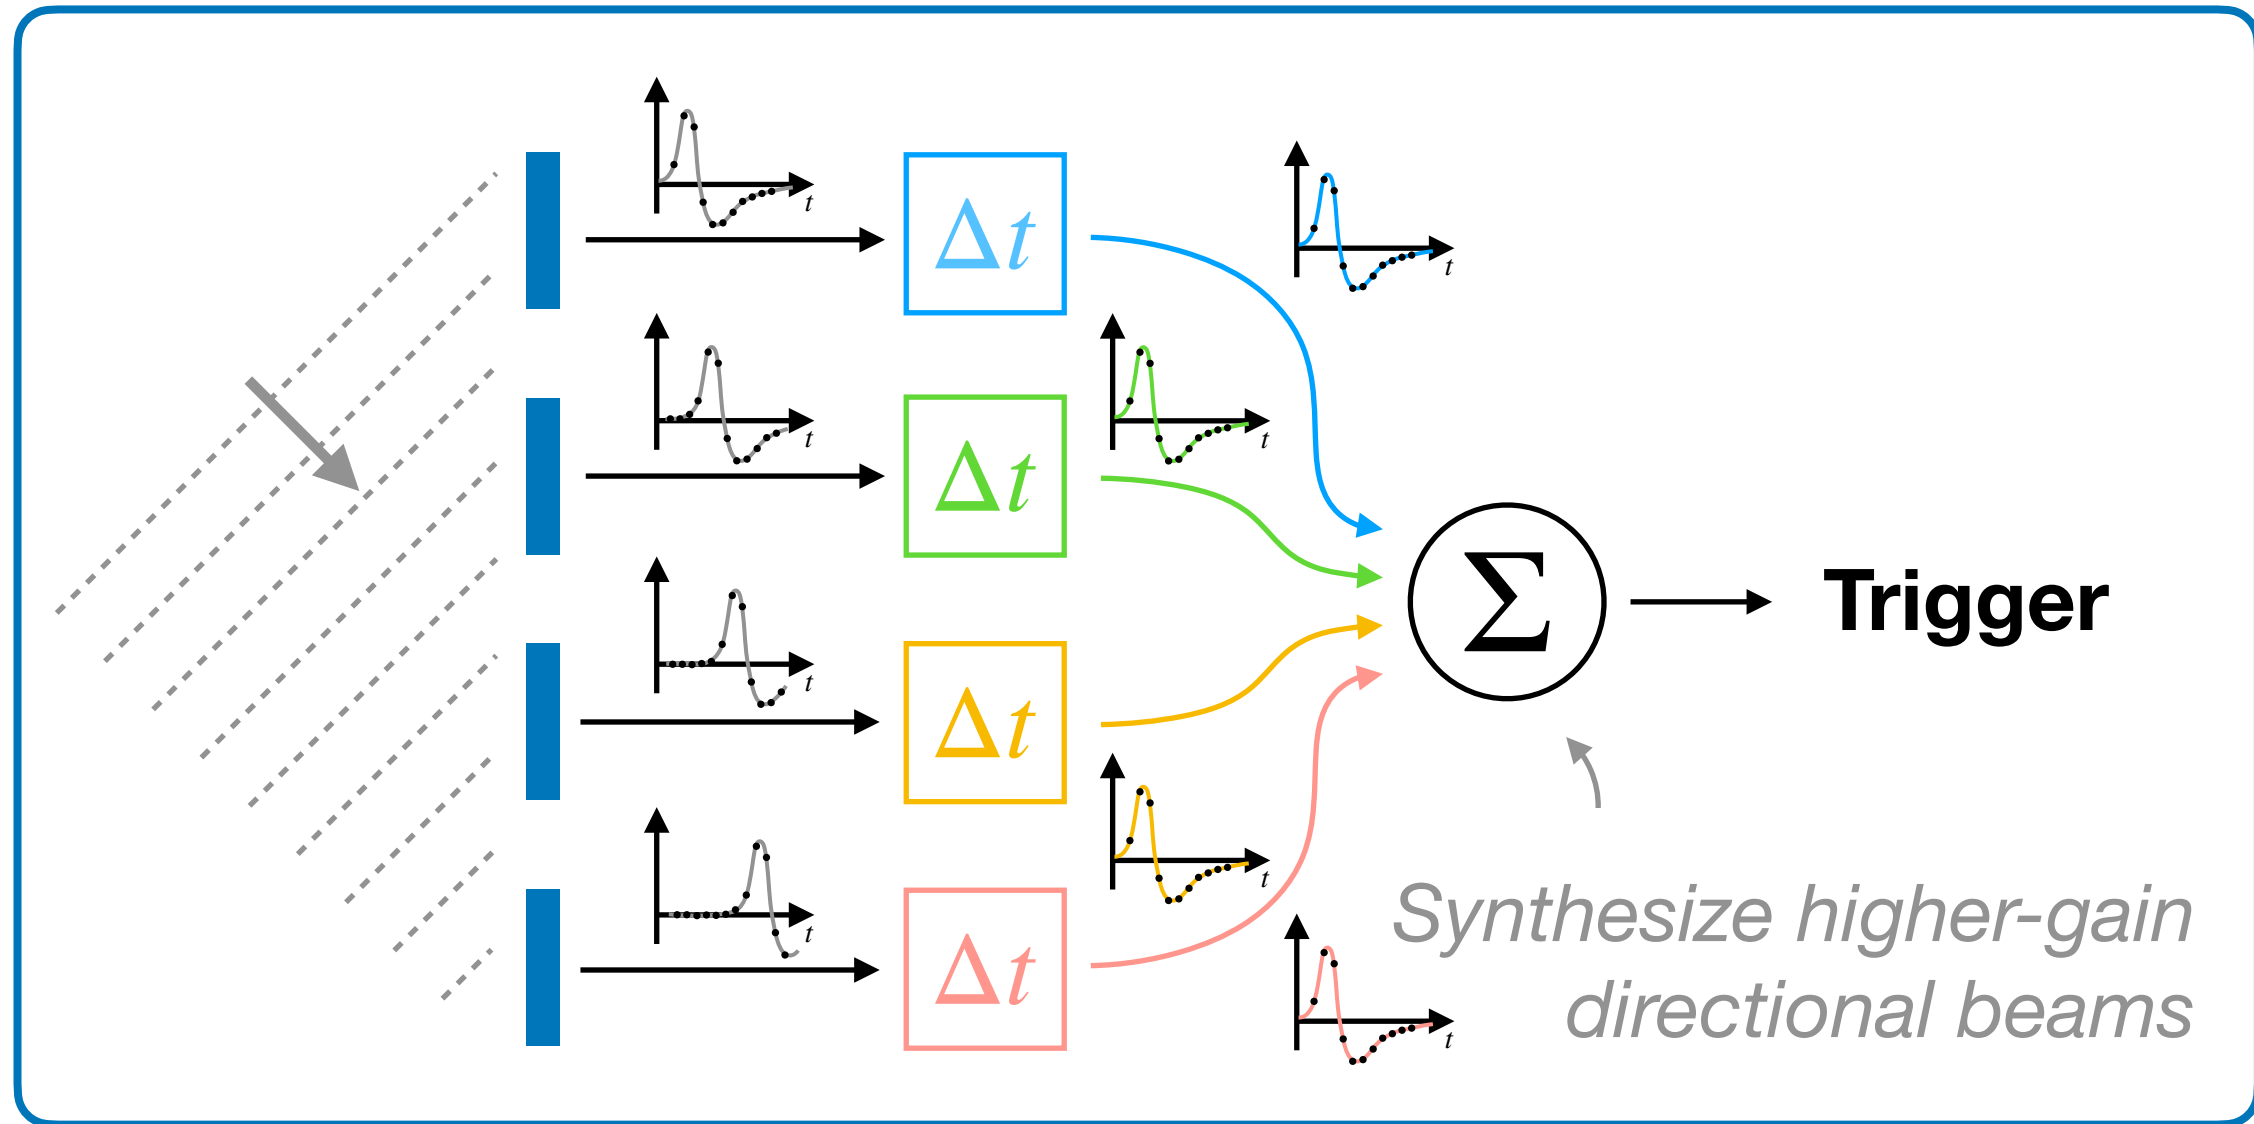 t
Δt
t
t
Δt
t
t
Δt
Σ
Trigger
t
t
Δt
t
Synthesize higher-gain
directional beams